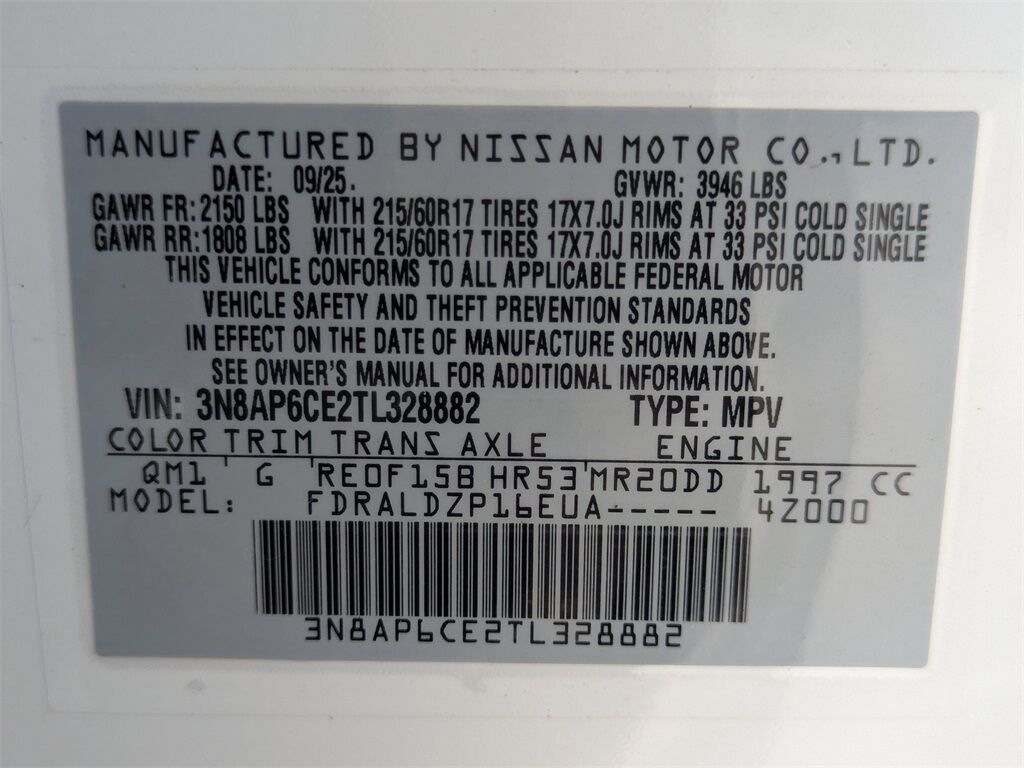 MANUFACTURED BY NISSAN MOTOR CO., LTD.
DATE: 09/25. GVWR: 3946 LBS
GAWR FR: 2150 LBS WITH 215/60R17 TIRES 17X7.0J RIMS AT 33 PSI COLD SINGLE
GAWR RR: 1808 LBS WITH 215/60R17 TIRES 17X7.0J RIMS AT 33 PSI COLD SINGLE
THIS VEHICLE CONFORMS TO ALL APPLICABLE FEDERAL MOTOR
VEHICLE SAFETY AND THEFT PREVENTION STANDARDS
IN EFFECT ON THE DATE OF MANUFACTURE SHOWN ABOVE.
SEE OWNER'S MANUAL FOR ADDITIONAL INFORMATION.
VIN: 3N8AP6CE2TL328882 TYPE: MPV
COLOR TRIM TRANS AXLE ENGINE
QM1 G RE0F15B HR53 MR20DD 1997 CC
MODEL: FDRALDZP16EUA----- 4Z000
3N8AP6CE2TL328882